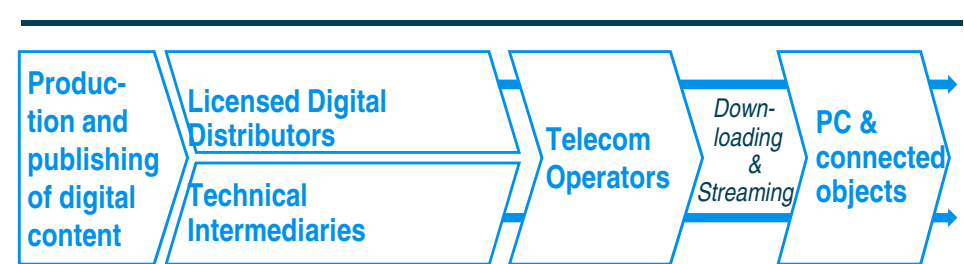 Produc-
tion and
publishing
of digital
content
Licensed Digital
Distributors
Technical
Intermediaries
Telecom
Operators
Down-
loading
&
Streaming
PC &
connected
objects